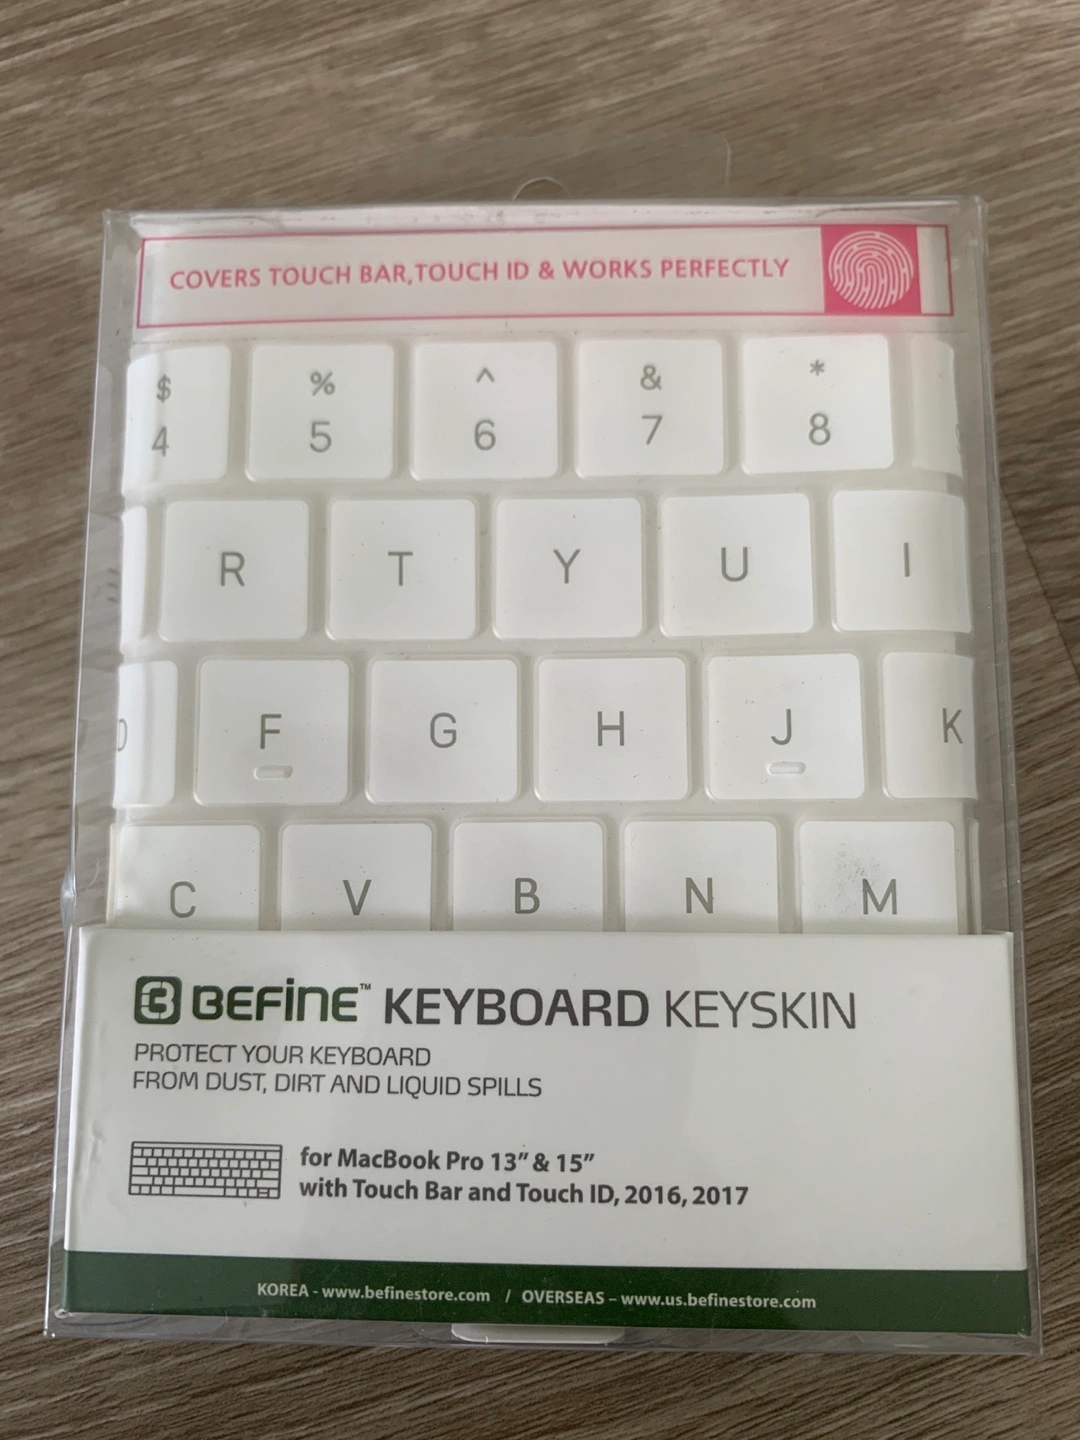 COVERS TOUCH BAR,TOUCH ID & WORKS PERFECTLY
$ % ^ & *
4 5 6 7 8
R T Y U I
D F G H J K
C V B N M
BEFiNE™ KEYBOARD KEYSKIN
PROTECT YOUR KEYBOARD
FROM DUST, DIRT AND LIQUID SPILLS
for MacBook Pro 13” & 15”
with Touch Bar and Touch ID, 2016, 2017
KOREA - www.befinestore.com / OVERSEAS – www.us.befinestore.com